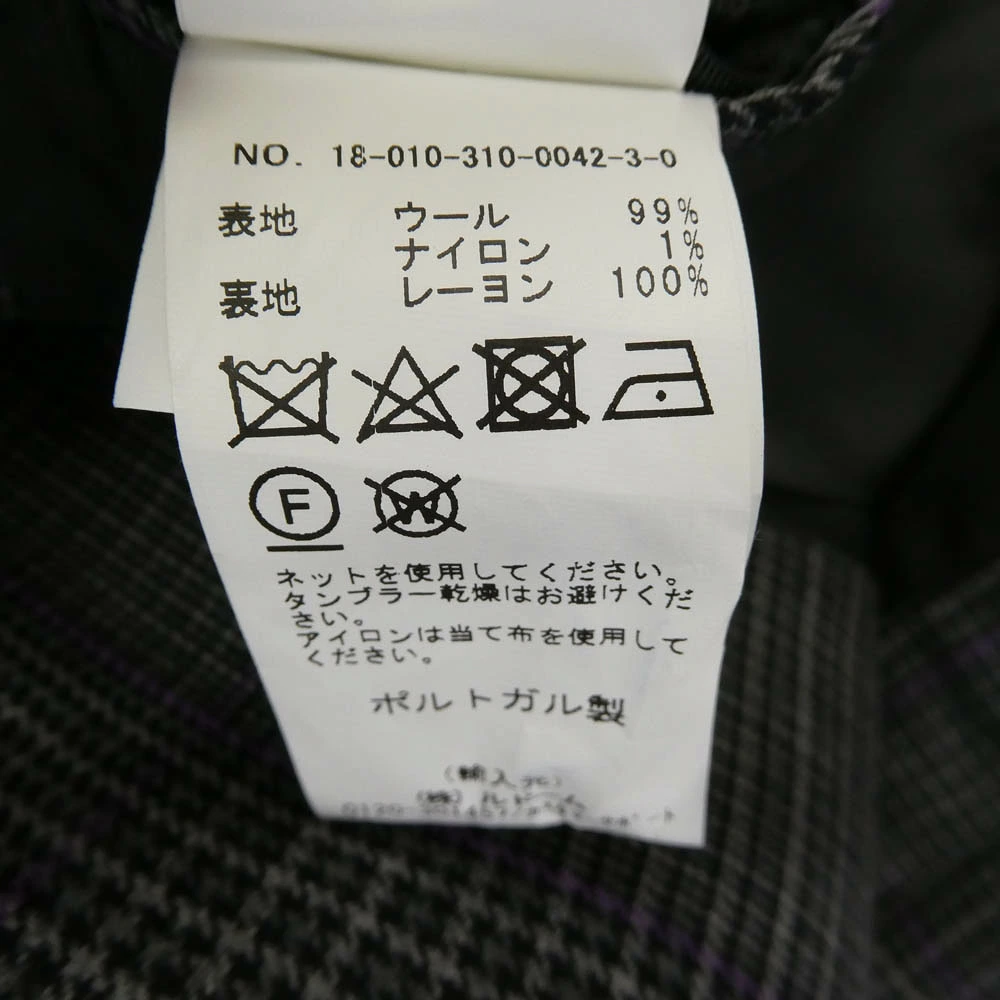 NO. 18-010-310-0042-3-0
表地 ウール 99%
ナイロン 1%
裏地 レーヨン 100%
F
W
ネットを使用してください。
タンブラー乾燥はお避けくだ
さい。
アイロンは当て布を使用して
ください。
ポルトガル製
(輸入元)
(株)